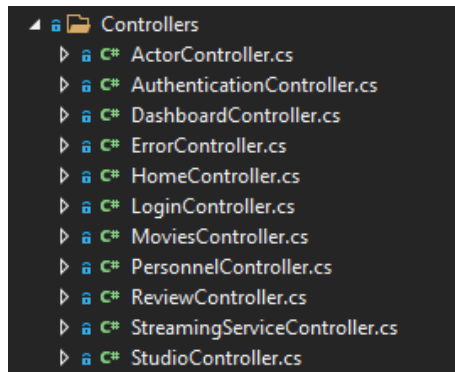 Controllers
C# ActorController.cs
C# AuthenticationController.cs
C# DashboardController.cs
C# ErrorController.cs
C# HomeController.cs
C# LoginController.cs
C# MoviesController.cs
C# PersonnelController.cs
C# ReviewController.cs
C# StreamingServiceController.cs
C# StudioController.cs